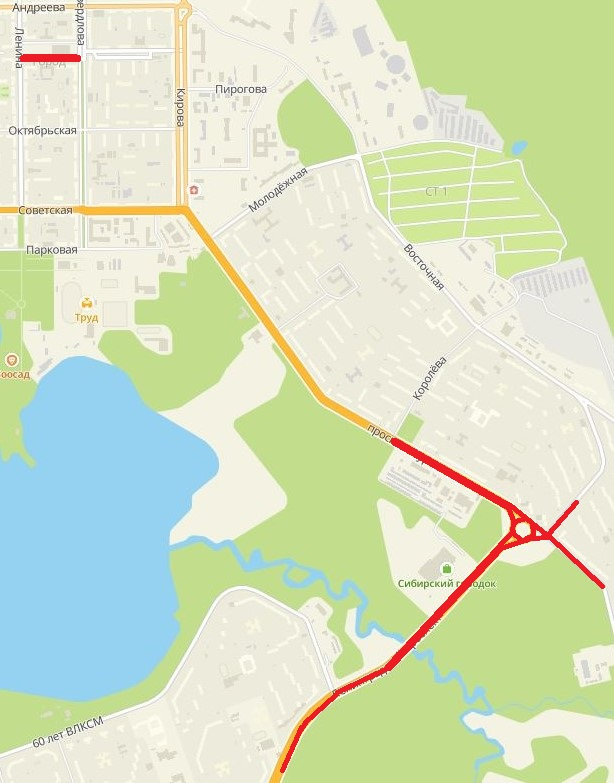 Андреева
Ленина
Кирова
Пирогова
Октябрьская
Молодёжная
СТ 1
Советская
Парковая
Восточная
Труд
Королёва
Сибирский городок
60 лет ВЛКСМ